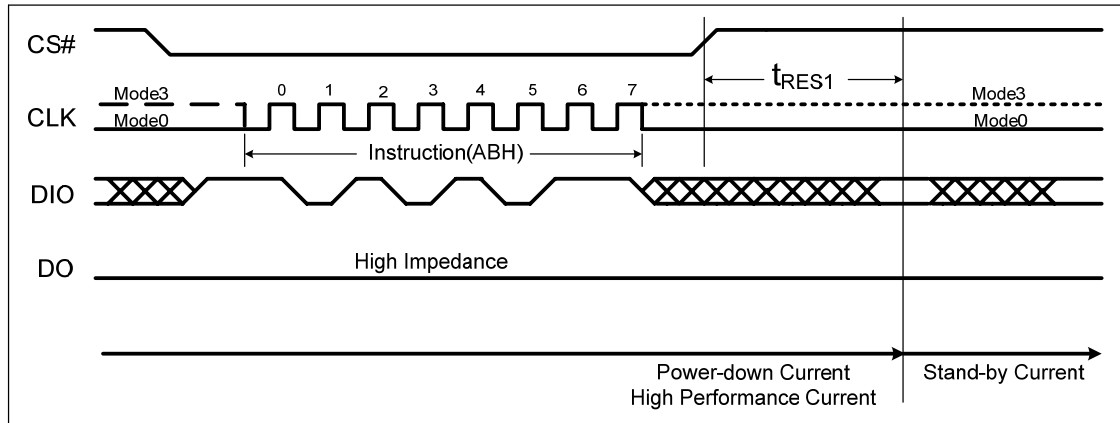 CS#
tRES1
0 1 2 3 4 5 6 7
Mode3 Mode3
CLK
Mode0 Mode0
Instruction(ABH)
DIO
High Impedance
DO
Power-down Current Stand-by Current
High Performance Current